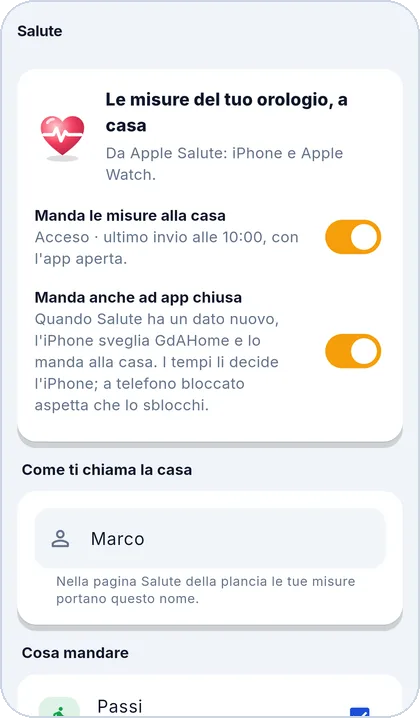 Salute
Le misure del tuo orologio, a
casa
Da Apple Salute: iPhone e Apple
Watch.
Manda le misure alla casa
Acceso · ultimo invio alle 10:00, con
l'app aperta.
Manda anche ad app chiusa
Quando Salute ha un dato nuovo,
l'iPhone sveglia GdAHome e lo
manda alla casa. I tempi li decide
l'iPhone; a telefono bloccato
aspetta che lo sblocchi.
Come ti chiama la casa
Marco
Nella pagina Salute della plancia le tue misure
portano questo nome.
Cosa mandare
Passi